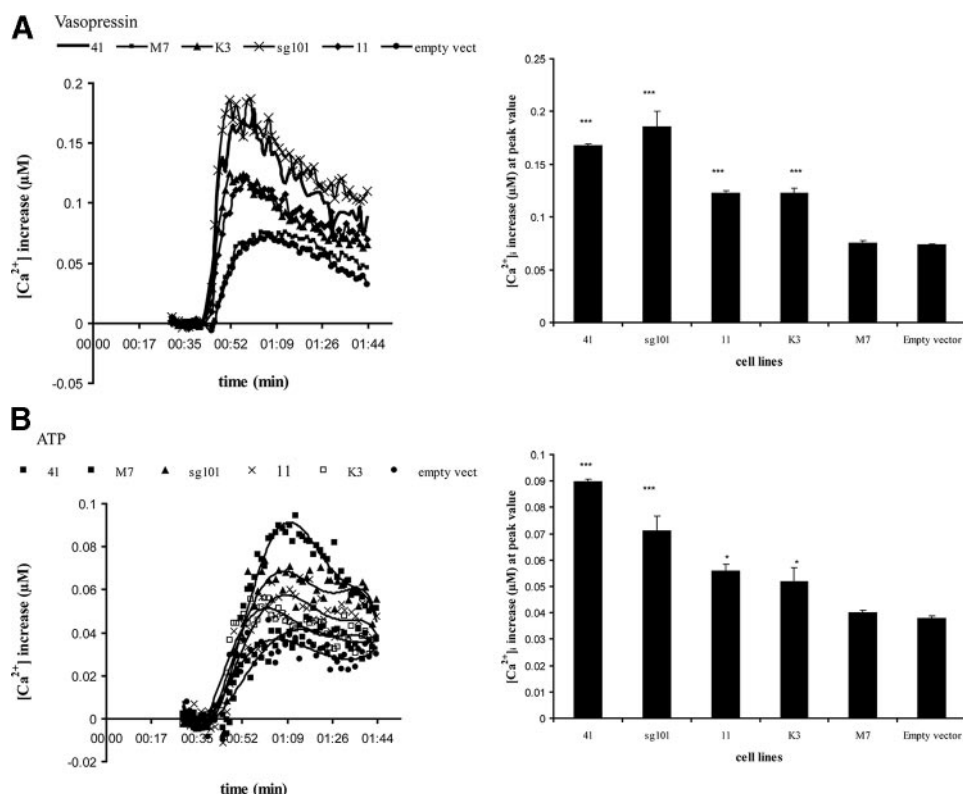 A
Vasopressin
41 M7 K3 sg101 11 empty vect
0.2
0.15
0.1
0.05
0
-0.05
00:00 00:17 00:35 00:52 01:09 01:26 01:44
[Ca2+] increase (µM)
time (min)
0.25
0.2
0.15
0.10
0.05
0
[Ca2+]i increase (µM) at peak value
*** *** *** ***
41 sg101 11 K3 M7 Empty vector
cell lines
B
ATP
41 M7 sg101 11 K3 empty vect
0.1
0.08
0.06
0.04
0.02
0
-0.02
00:00 00:17 00:35 00:52 01:09 01:26 01:44
[Ca2+] increase (µM)
time (min)
0.1
0.09
0.08
0.07
0.06
0.05
0.04
0.03
0.02
0.01
0
[Ca2+]i increase (µM) at peak value
*** *** * *
41 sg101 11 K3 M7 Empty vector
cell lines